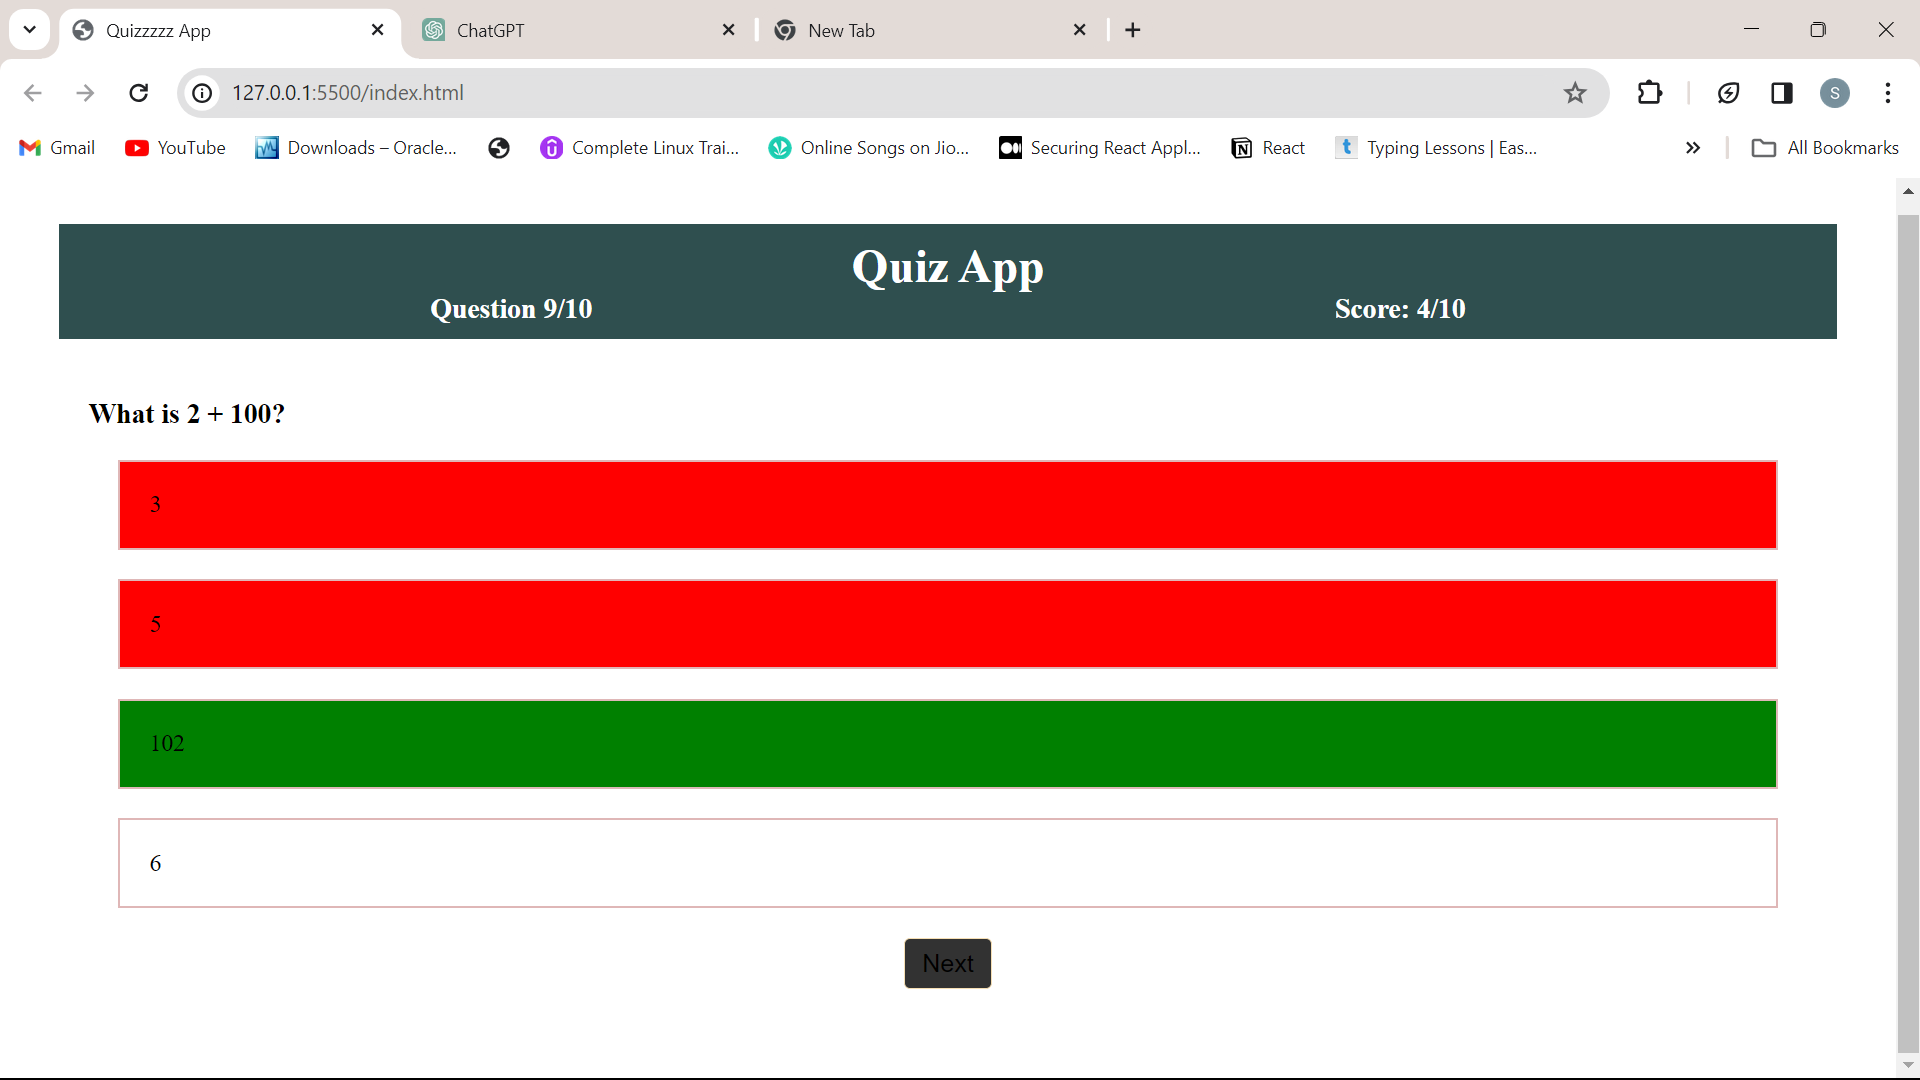 Quizzzzz App
ChatGPT
New Tab
127.0.0.1:5500/index.html
S
Gmail
YouTube
Downloads – Oracle...
Complete Linux Trai...
Online Songs on Jio...
Securing React Appl...
React
Typing Lessons | Eas...
All Bookmarks
Quiz App
Question 9/10
Score: 4/10
What is 2 + 100?
3
5
102
6
Next